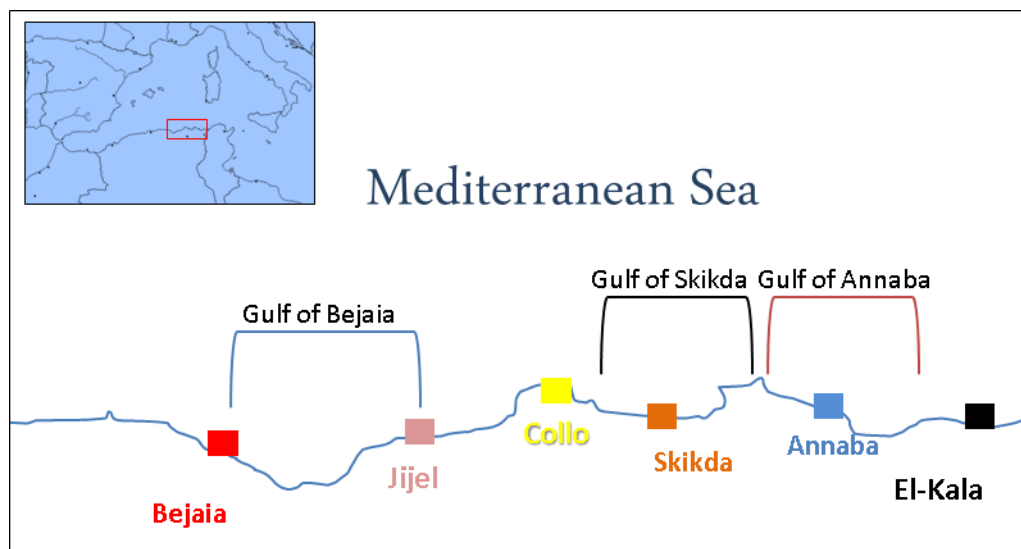 Mediterranean Sea
Gulf of Skikda
Gulf of Annaba
Gulf of Bejaia
Collo
Annaba
Skikda
Jijel
El-Kala
Bejaia